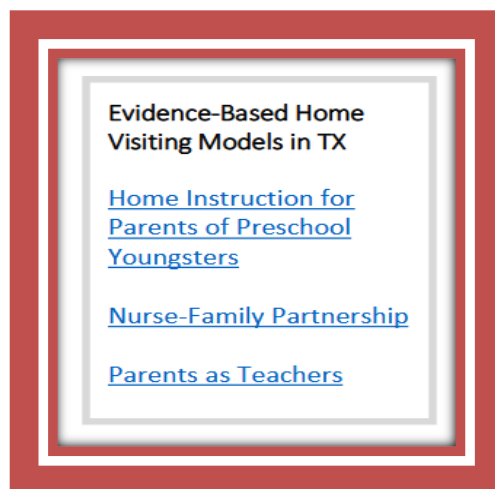 Evidence-Based Home
Visiting Models in TX
Home Instruction for
Parents of Preschool
Youngsters
Nurse-Family Partnership
Parents as Teachers